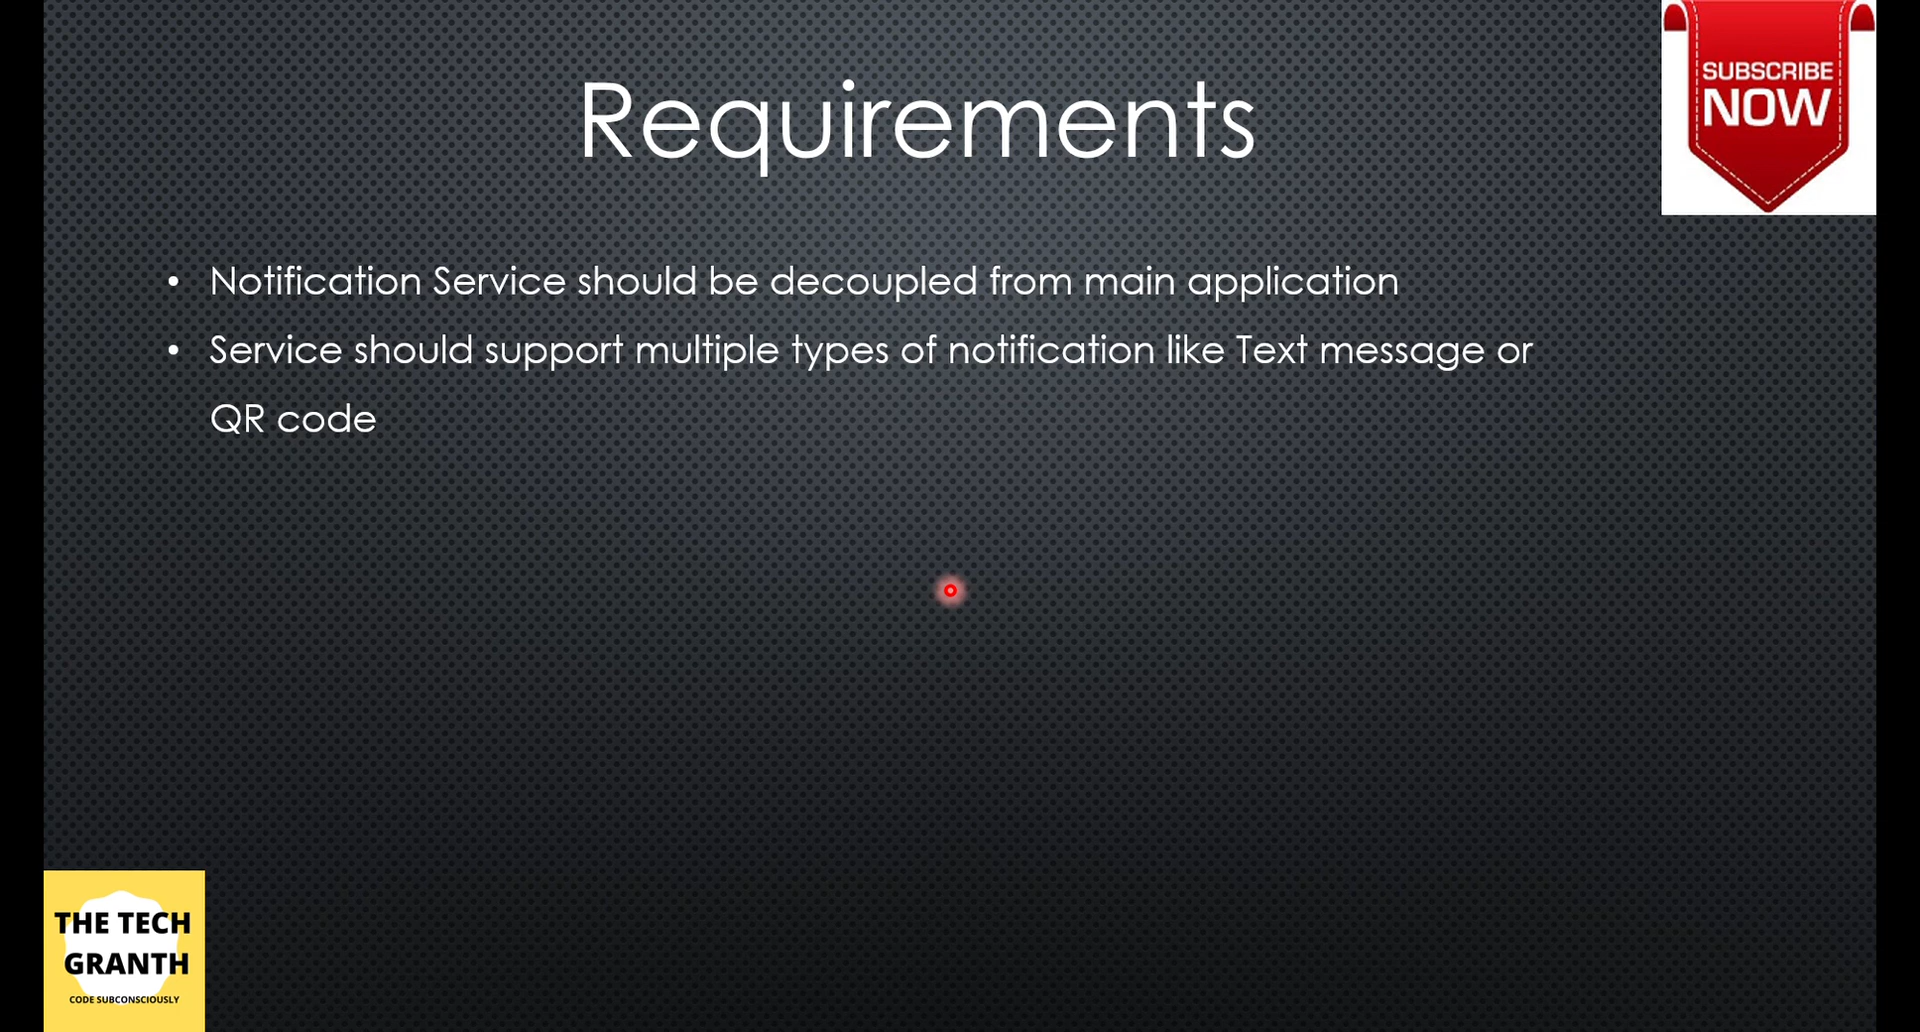 Requirements
SUBSCRIBE
NOW
• Notification Service should be decoupled from main application
• Service should support multiple types of notification like Text message or
QR code
THE TECH
GRANTH
CODE SUBCONSCIOUSLY